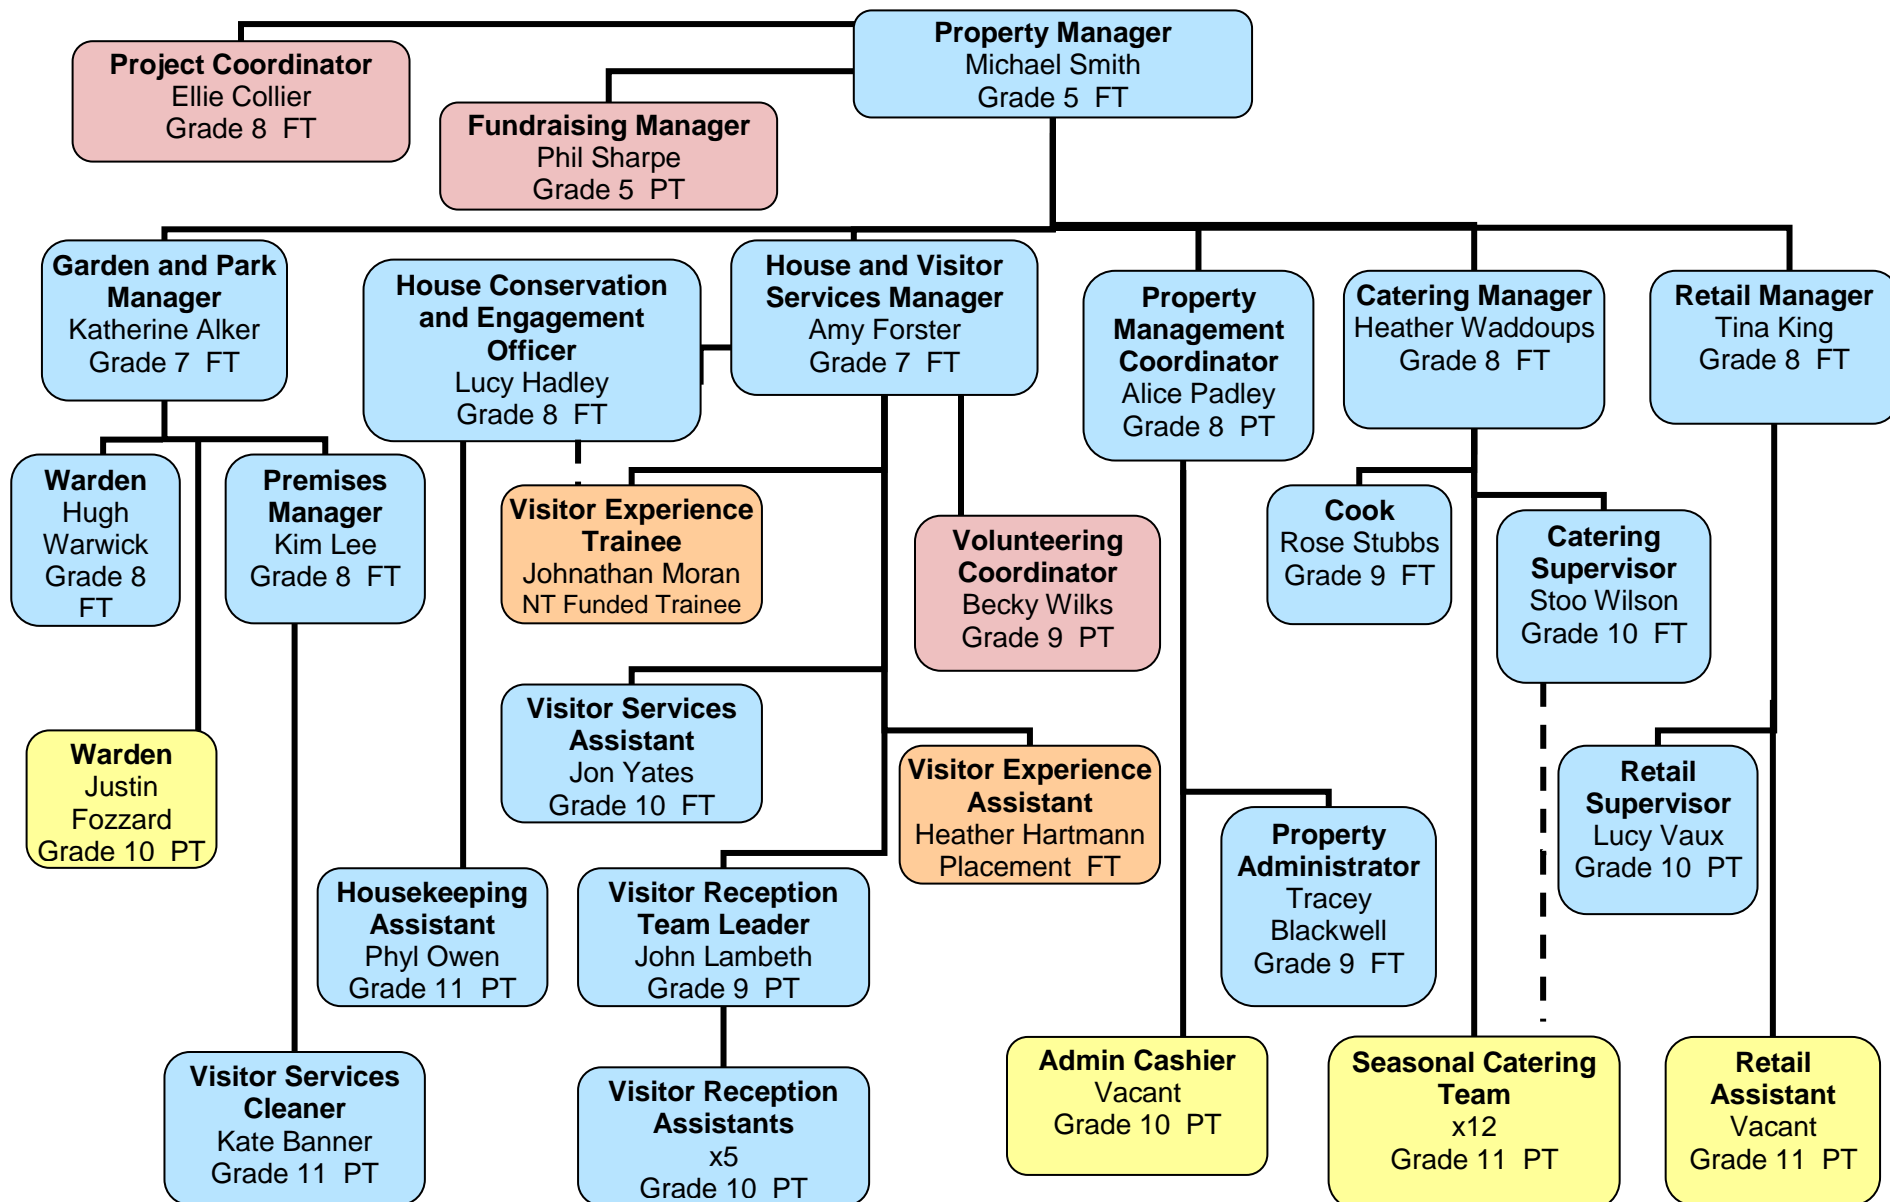 Property Manager
Michael Smith
Grade 5  FT
Project Coordinator
Ellie Collier
Grade 8  FT
Fundraising Manager
Phil Sharpe
Grade 5  PT
Garden and Park
Manager
Katherine Alker
Grade 7  FT
House Conservation
and Engagement
Officer
Lucy Hadley
Grade 8  FT
House and Visitor
Services Manager
Amy Forster
Grade 7  FT
Property
Management
Coordinator
Alice Padley
Grade 8  PT
Catering Manager
Heather Waddoups
Grade 8  FT
Retail Manager
Tina King
Grade 8  FT
Warden
Hugh
Warwick
Grade 8
FT
Premises
Manager
Kim Lee
Grade 8  FT
Visitor Experience
Trainee
Johnathan Moran
NT Funded Trainee
Volunteering
Coordinator
Becky Wilks
Grade 9  PT
Cook
Rose Stubbs
Grade 9  FT
Catering
Supervisor
Stoo Wilson
Grade 10  FT
Warden
Justin
Fozzard
Grade 10  PT
Visitor Services
Assistant
Jon Yates
Grade 10  FT
Visitor Experience
Assistant
Heather Hartmann
Placement  FT
Retail
Supervisor
Lucy Vaux
Grade 10  PT
Property
Administrator
Tracey
Blackwell
Grade 9  FT
Housekeeping
Assistant
Phyl Owen
Grade 11  PT
Visitor Reception
Team Leader
John Lambeth
Grade 9  PT
Visitor Services
Cleaner
Kate Banner
Grade 11  PT
Visitor Reception
Assistants
x5
Grade 10  PT
Admin Cashier
Vacant
Grade 10  PT
Seasonal Catering
Team
x12
Grade 11  PT
Retail
Assistant
Vacant
Grade 11  PT